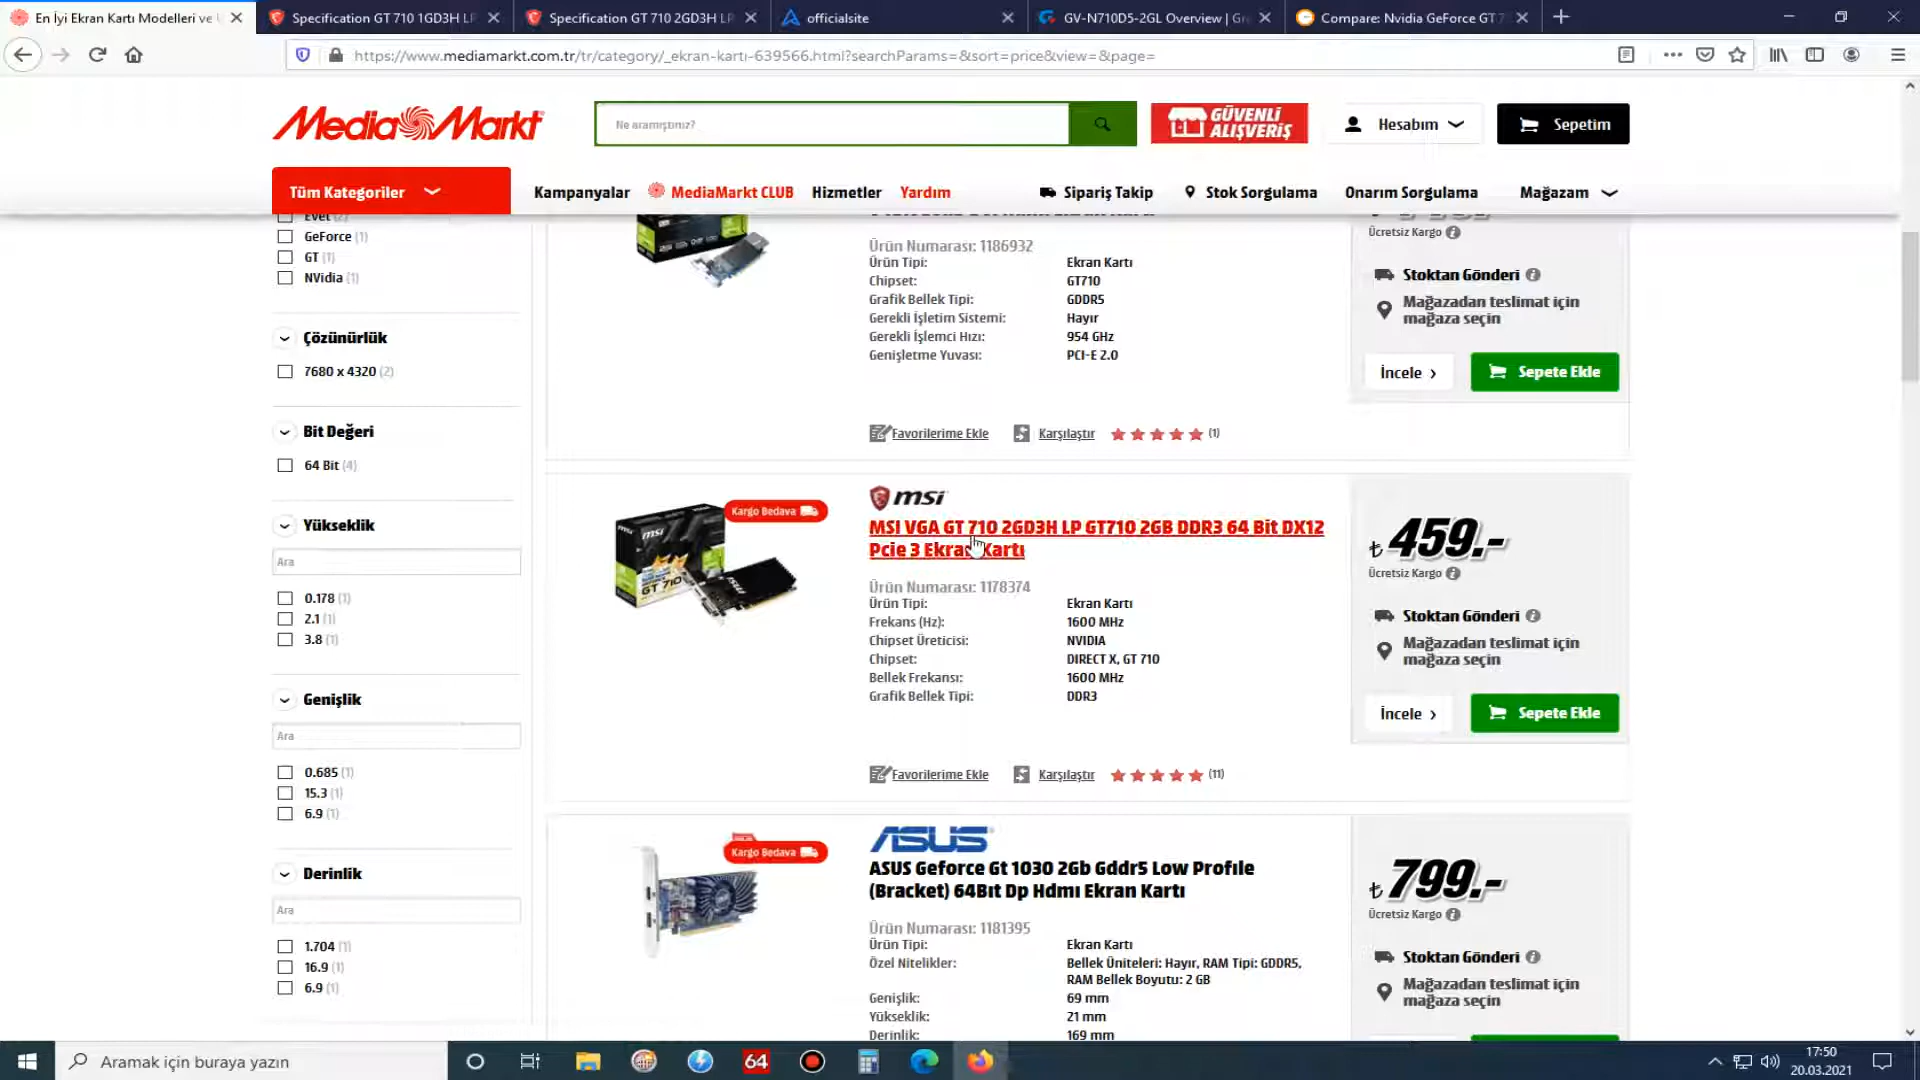 En İyi Ekran Kartı Modelleri ve
Specification GT 710 1GD3H LP
Specification GT 710 2GD3H LP
officialsite
GV-N710D5-2GL Overview | Gr
Compare: Nvidia GeForce GT 7
https://www.mediamarkt.com.tr/tr/category/_ekran-kartı-639566.html?searchParams=&sort=price&view=&page=
MediaMarkt
Ne aramıştınız?
GÜVENLİ
ALIŞVERİŞ
Hesabım
Sepetim
Tüm Kategoriler
Kampanyalar
MediaMarkt CLUB
Hizmetler
Yardım
Sipariş Takip
Stok Sorgulama
Onarım Sorgulama
Mağazam
Evet (2)
GeForce (1)
GT (1)
NVidia (1)
Çözünürlük
7680 x 4320 (2)
Bit Değeri
64 Bit (4)
Yükseklik
Ara
0.178 (1)
2.1 (1)
3.8 (1)
Genişlik
Ara
0.685 (1)
15.3 (1)
6.9 (1)
Derinlik
Ara
1.704 (1)
16.9 (1)
6.9 (1)
Ürün Numarası: 1186932
Ürün Tipi: Ekran Kartı
Chipset: GT710
Grafik Bellek Tipi: GDDR5
Gerekli İşletim Sistemi: Hayır
Gerekli İşlemci Hızı: 954 GHz
Genişletme Yuvası: PCI-E 2.0
Favorilerime Ekle
Karşılaştır
(1)
Ücretsiz Kargo
Stoktan Gönderi
Mağazadan teslimat için
mağaza seçin
İncele
Sepete Ekle
Kargo Bedava
msi
GT 710
msi
MSI VGA GT 710 2GD3H LP GT710 2GB DDR3 64 Bit DX12
Pcie 3 Ekran Kartı
Ürün Numarası: 1178374
Ürün Tipi: Ekran Kartı
Frekans (Hz): 1600 MHz
Chipset Üreticisi: NVIDIA
Chipset: DIRECT X, GT 710
Bellek Frekansı: 1600 MHz
Grafik Bellek Tipi: DDR3
Favorilerime Ekle
Karşılaştır
(11)
₺ 459.-
Ücretsiz Kargo
Stoktan Gönderi
Mağazadan teslimat için
mağaza seçin
İncele
Sepete Ekle
Kargo Bedava
ASUS
ASUS Geforce Gt 1030 2Gb Gddr5 Low Profile
(Bracket) 64Bıt Dp Hdmı Ekran Kartı
Ürün Numarası: 1181395
Ürün Tipi: Ekran Kartı
Özel Nitelikler: Bellek Üniteleri: Hayır, RAM Tipi: GDDR5,
RAM Bellek Boyutu: 2 GB
Genişlik: 69 mm
Yükseklik: 21 mm
Derinlik: 169 mm
₺ 799.-
Ücretsiz Kargo
Stoktan Gönderi
Mağazadan teslimat için
mağaza seçin
Aramak için buraya yazın
64
17:50
20.03.2021